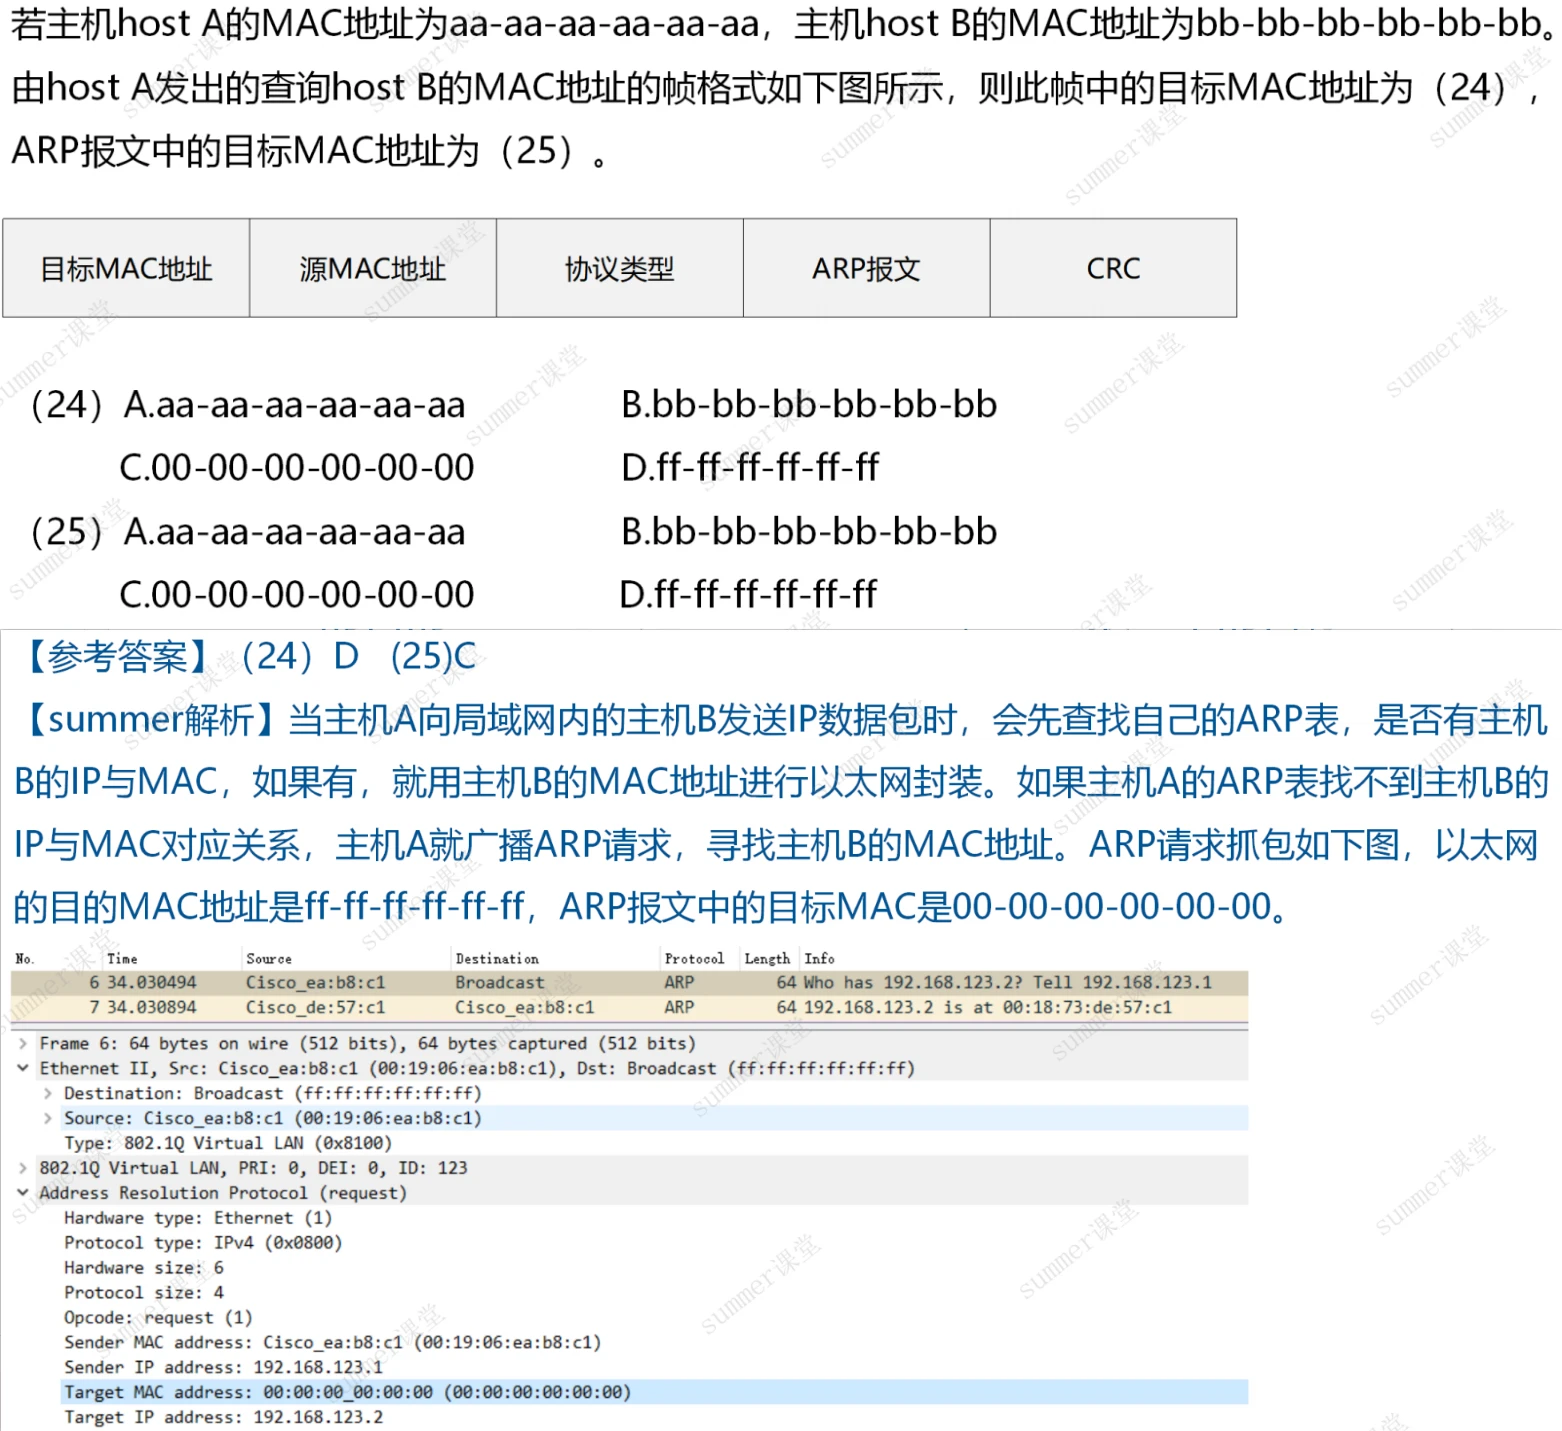 若主机host A的MAC地址为aa-aa-aa-aa-aa-aa，主机host B的MAC地址为bb-bb-bb-bb-bb-bb。
由host A发出的查询host B的MAC地址的帧格式如下图所示，则此帧中的目标MAC地址为（24），
ARP报文中的目标MAC地址为（25）。
目标MAC地址 源MAC地址 协议类型 ARP报文 CRC
（24）A.aa-aa-aa-aa-aa-aa B.bb-bb-bb-bb-bb-bb
C.00-00-00-00-00-00 D.ff-ff-ff-ff-ff-ff
（25）A.aa-aa-aa-aa-aa-aa B.bb-bb-bb-bb-bb-bb
C.00-00-00-00-00-00 D.ff-ff-ff-ff-ff-ff
【参考答案】（24）D (25)C
【summer解析】当主机A向局域网内的主机B发送IP数据包时，会先查找自己的ARP表，是否有主机
B的IP与MAC，如果有，就用主机B的MAC地址进行以太网封装。如果主机A的ARP表找不到主机B的
IP与MAC对应关系，主机A就广播ARP请求，寻找主机B的MAC地址。ARP请求抓包如下图，以太网
的目的MAC地址是ff-ff-ff-ff-ff-ff，ARP报文中的目标MAC是00-00-00-00-00-00。
No. Time Source Destination Protocol Length Info
6 34.030494 Cisco_ea:b8:c1 Broadcast ARP 64 Who has 192.168.123.2? Tell 192.168.123.1
7 34.030894 Cisco_de:57:c1 Cisco_ea:b8:c1 ARP 64 192.168.123.2 is at 00:18:73:de:57:c1
Frame 6: 64 bytes on wire (512 bits), 64 bytes captured (512 bits)
Ethernet II, Src: Cisco_ea:b8:c1 (00:19:06:ea:b8:c1), Dst: Broadcast (ff:ff:ff:ff:ff:ff)
Destination: Broadcast (ff:ff:ff:ff:ff:ff)
Source: Cisco_ea:b8:c1 (00:19:06:ea:b8:c1)
Type: 802.1Q Virtual LAN (0x8100)
802.1Q Virtual LAN, PRI: 0, DEI: 0, ID: 123
Address Resolution Protocol (request)
Hardware type: Ethernet (1)
Protocol type: IPv4 (0x0800)
Hardware size: 6
Protocol size: 4
Opcode: request (1)
Sender MAC address: Cisco_ea:b8:c1 (00:19:06:ea:b8:c1)
Sender IP address: 192.168.123.1
Target MAC address: 00:00:00_00:00:00 (00:00:00:00:00:00)
Target IP address: 192.168.123.2
summer课堂